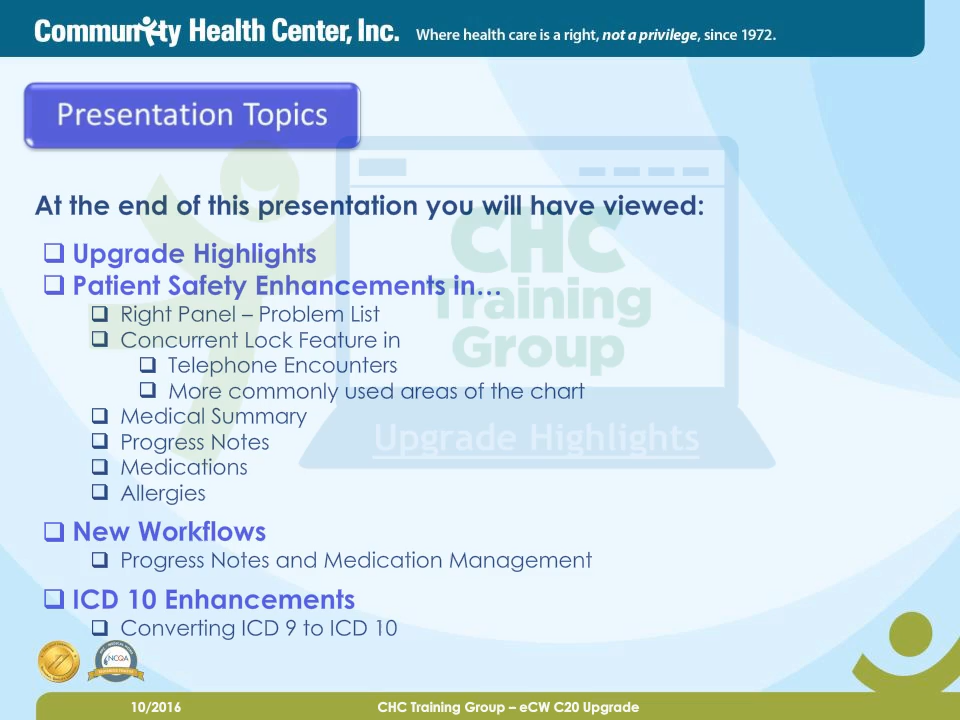 Community Health Center, Inc. Where health care is a right, not a privilege, since 1972.
Presentation Topics
At the end of this presentation you will have viewed:
❑ Upgrade Highlights
❑ Patient Safety Enhancements in…
❑ Right Panel – Problem List
❑ Concurrent Lock Feature in
❑ Telephone Encounters
❑ More commonly used areas of the chart
❑ Medical Summary
❑ Progress Notes
❑ Medications
❑ Allergies
❑ New Workflows
❑ Progress Notes and Medication Management
❑ ICD 10 Enhancements
❑ Converting ICD 9 to ICD 10
CHC
Training
Group
Upgrade Highlights
NCQA
10/2016
CHC Training Group – eCW C20 Upgrade